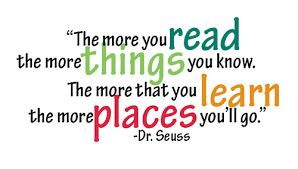 “The more you read
the more things you know.
The more that you learn
the more places you’ll go.”
-Dr. Seuss